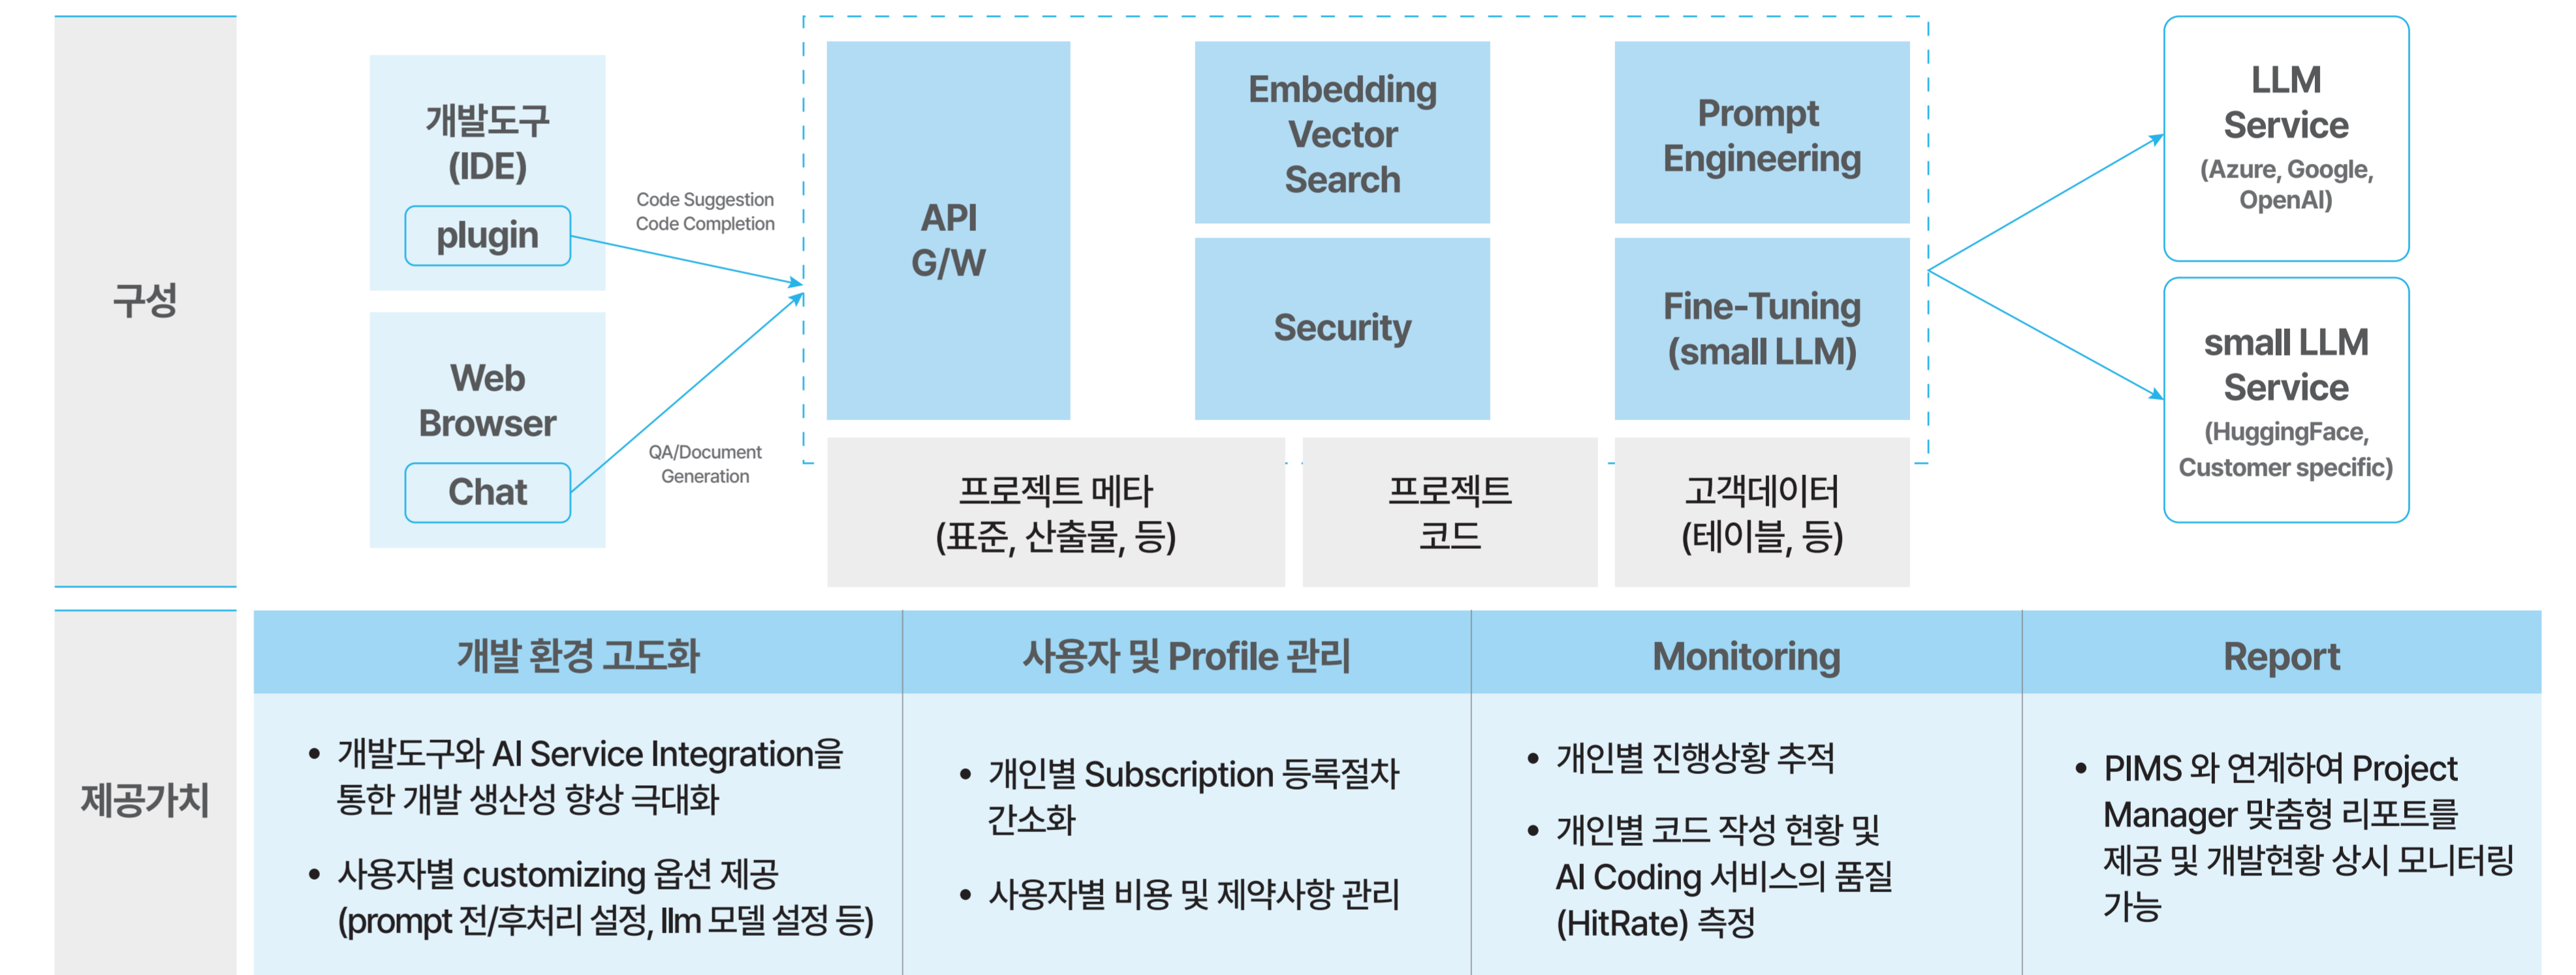 구성
개발도구
(IDE)
plugin
Web
Browser
Chat
Code Suggestion
Code Completion
QA/Document
Generation
API
G/W
Embedding
Vector
Search
Security
Prompt
Engineering
Fine-Tuning
(small LLM)
프로젝트 메타
(표준, 산출물, 등)
프로젝트
코드
고객데이터
(테이블, 등)
LLM
Service
(Azure, Google,
OpenAI)
small LLM
Service
(HuggingFace,
Customer specific)
제공가치
개발 환경 고도화
• 개발도구와 AI Service Integration을
통한 개발 생산성 향상 극대화
• 사용자별 customizing 옵션 제공
(prompt 전/후처리 설정, llm 모델 설정 등)
사용자 및 Profile 관리
• 개인별 Subscription 등록절차
간소화
• 사용자별 비용 및 제약사항 관리
Monitoring
• 개인별 진행상황 추적
• 개인별 코드 작성 현황 및
AI Coding 서비스의 품질
(HitRate) 측정
Report
• PIMS 와 연계하여 Project
Manager 맞춤형 리포트를
제공 및 개발현황 상시 모니터링
가능